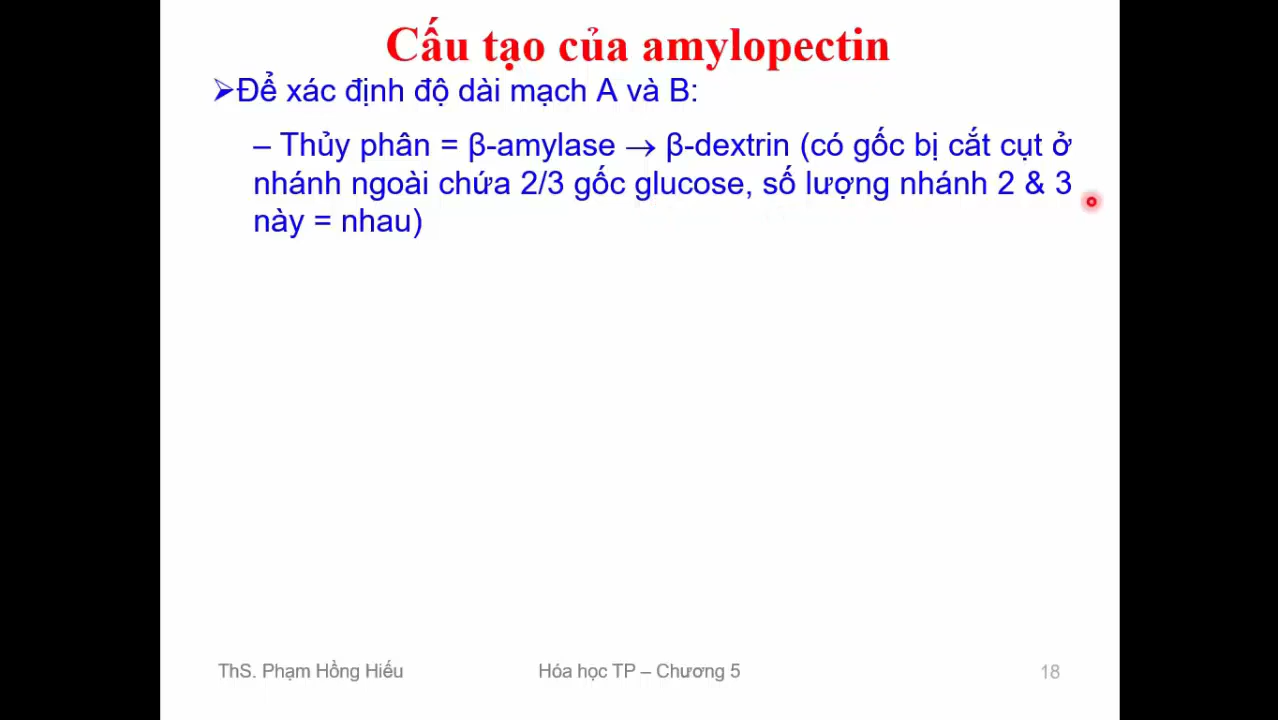 Cấu tạo của amylopectin
➢Để xác định độ dài mạch A và B:
– Thủy phân = β-amylase → β-dextrin (có gốc bị cắt cụt ở
nhánh ngoài chứa 2/3 gốc glucose, số lượng nhánh 2 & 3
này = nhau)
ThS. Phạm Hồng Hiếu
Hóa học TP – Chương 5
18